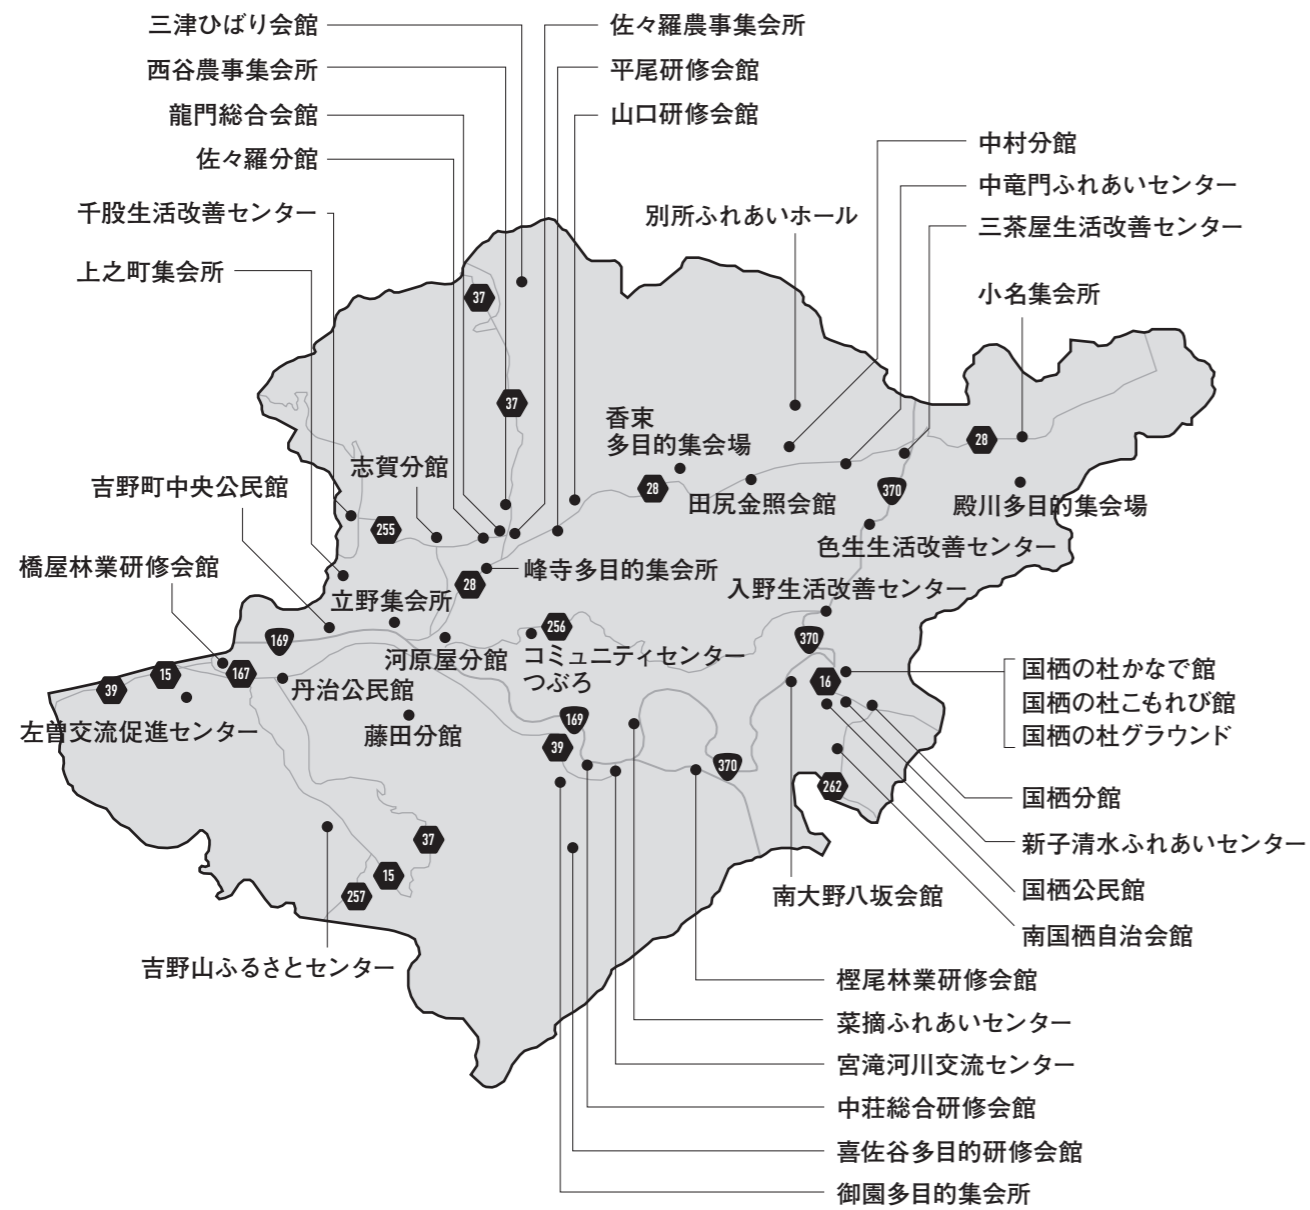 三津ひばり会館
佐々羅農事集会所
西谷農事集会所
平尾研修会館
龍門総合会館
山口研修会館
佐々羅分館
中村分館
中竜門ふれあいセンター
千股生活改善センター
別所ふれあいホール
三茶屋生活改善センター
上之町集会所
小名集会所
37
37
香束
多目的集会場
28
志賀分館
吉野町中央公民館
28
田尻金照会館
370
殿川多目的集会場
255
色生生活改善センター
橋屋林業研修会館
峰寺多目的集会所
28
入野生活改善センター
立野集会所
169
256
370
河原屋分館
コミュニティセンター
つぶろ
国栖の杜かなで館
国栖の杜こもれび館
国栖の杜グラウンド
39
15
167
丹治公民館
16
左曽交流促進センター
藤田分館
169
39
370
262
国栖分館
37
新子清水ふれあいセンター
15
257
南大野八坂会館
国栖公民館
南国栖自治会館
吉野山ふるさとセンター
樫尾林業研修会館
菜摘ふれあいセンター
宮滝河川交流センター
中荘総合研修会館
喜佐谷多目的研修会館
御園多目的集会所